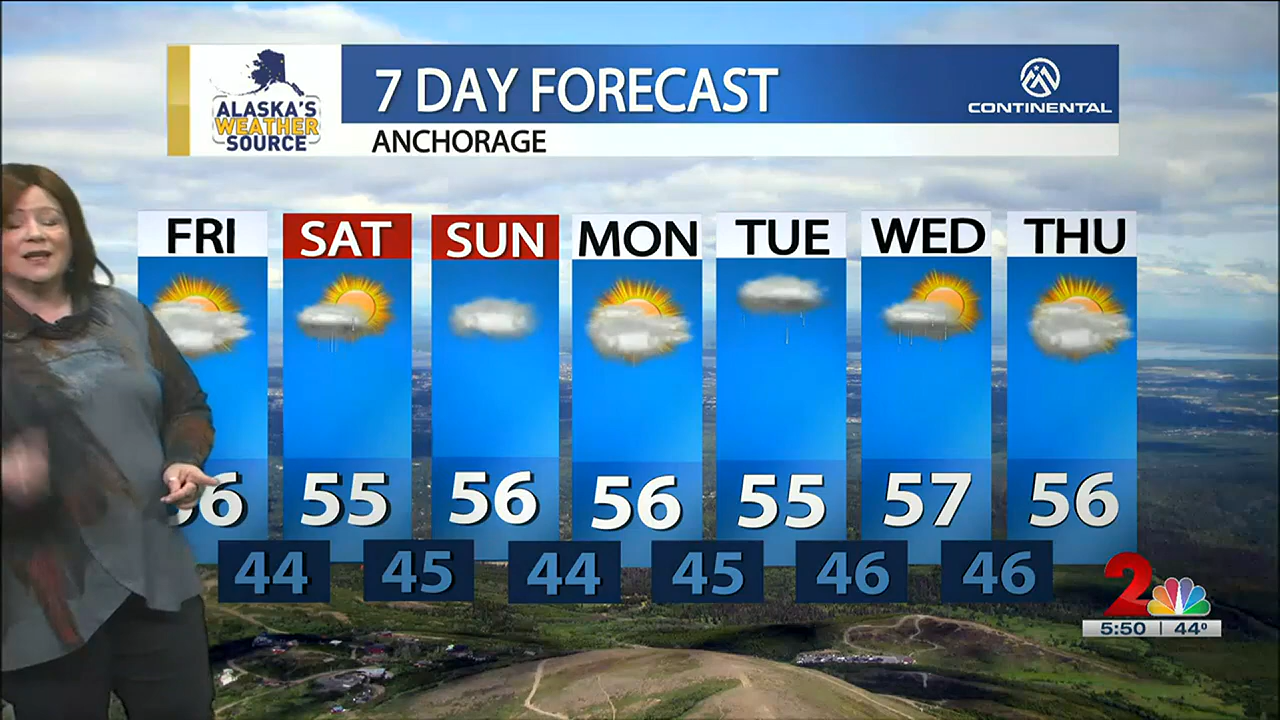 7 DAY FORECAST
ALASKA'S
WEATHER
SOURCE
CONTINENTAL
ANCHORAGE
FRI SAT SUN MON TUE WED THU
55 56 56 55 57 56
44 45 44 45 46 46
2
5:50 | 44°